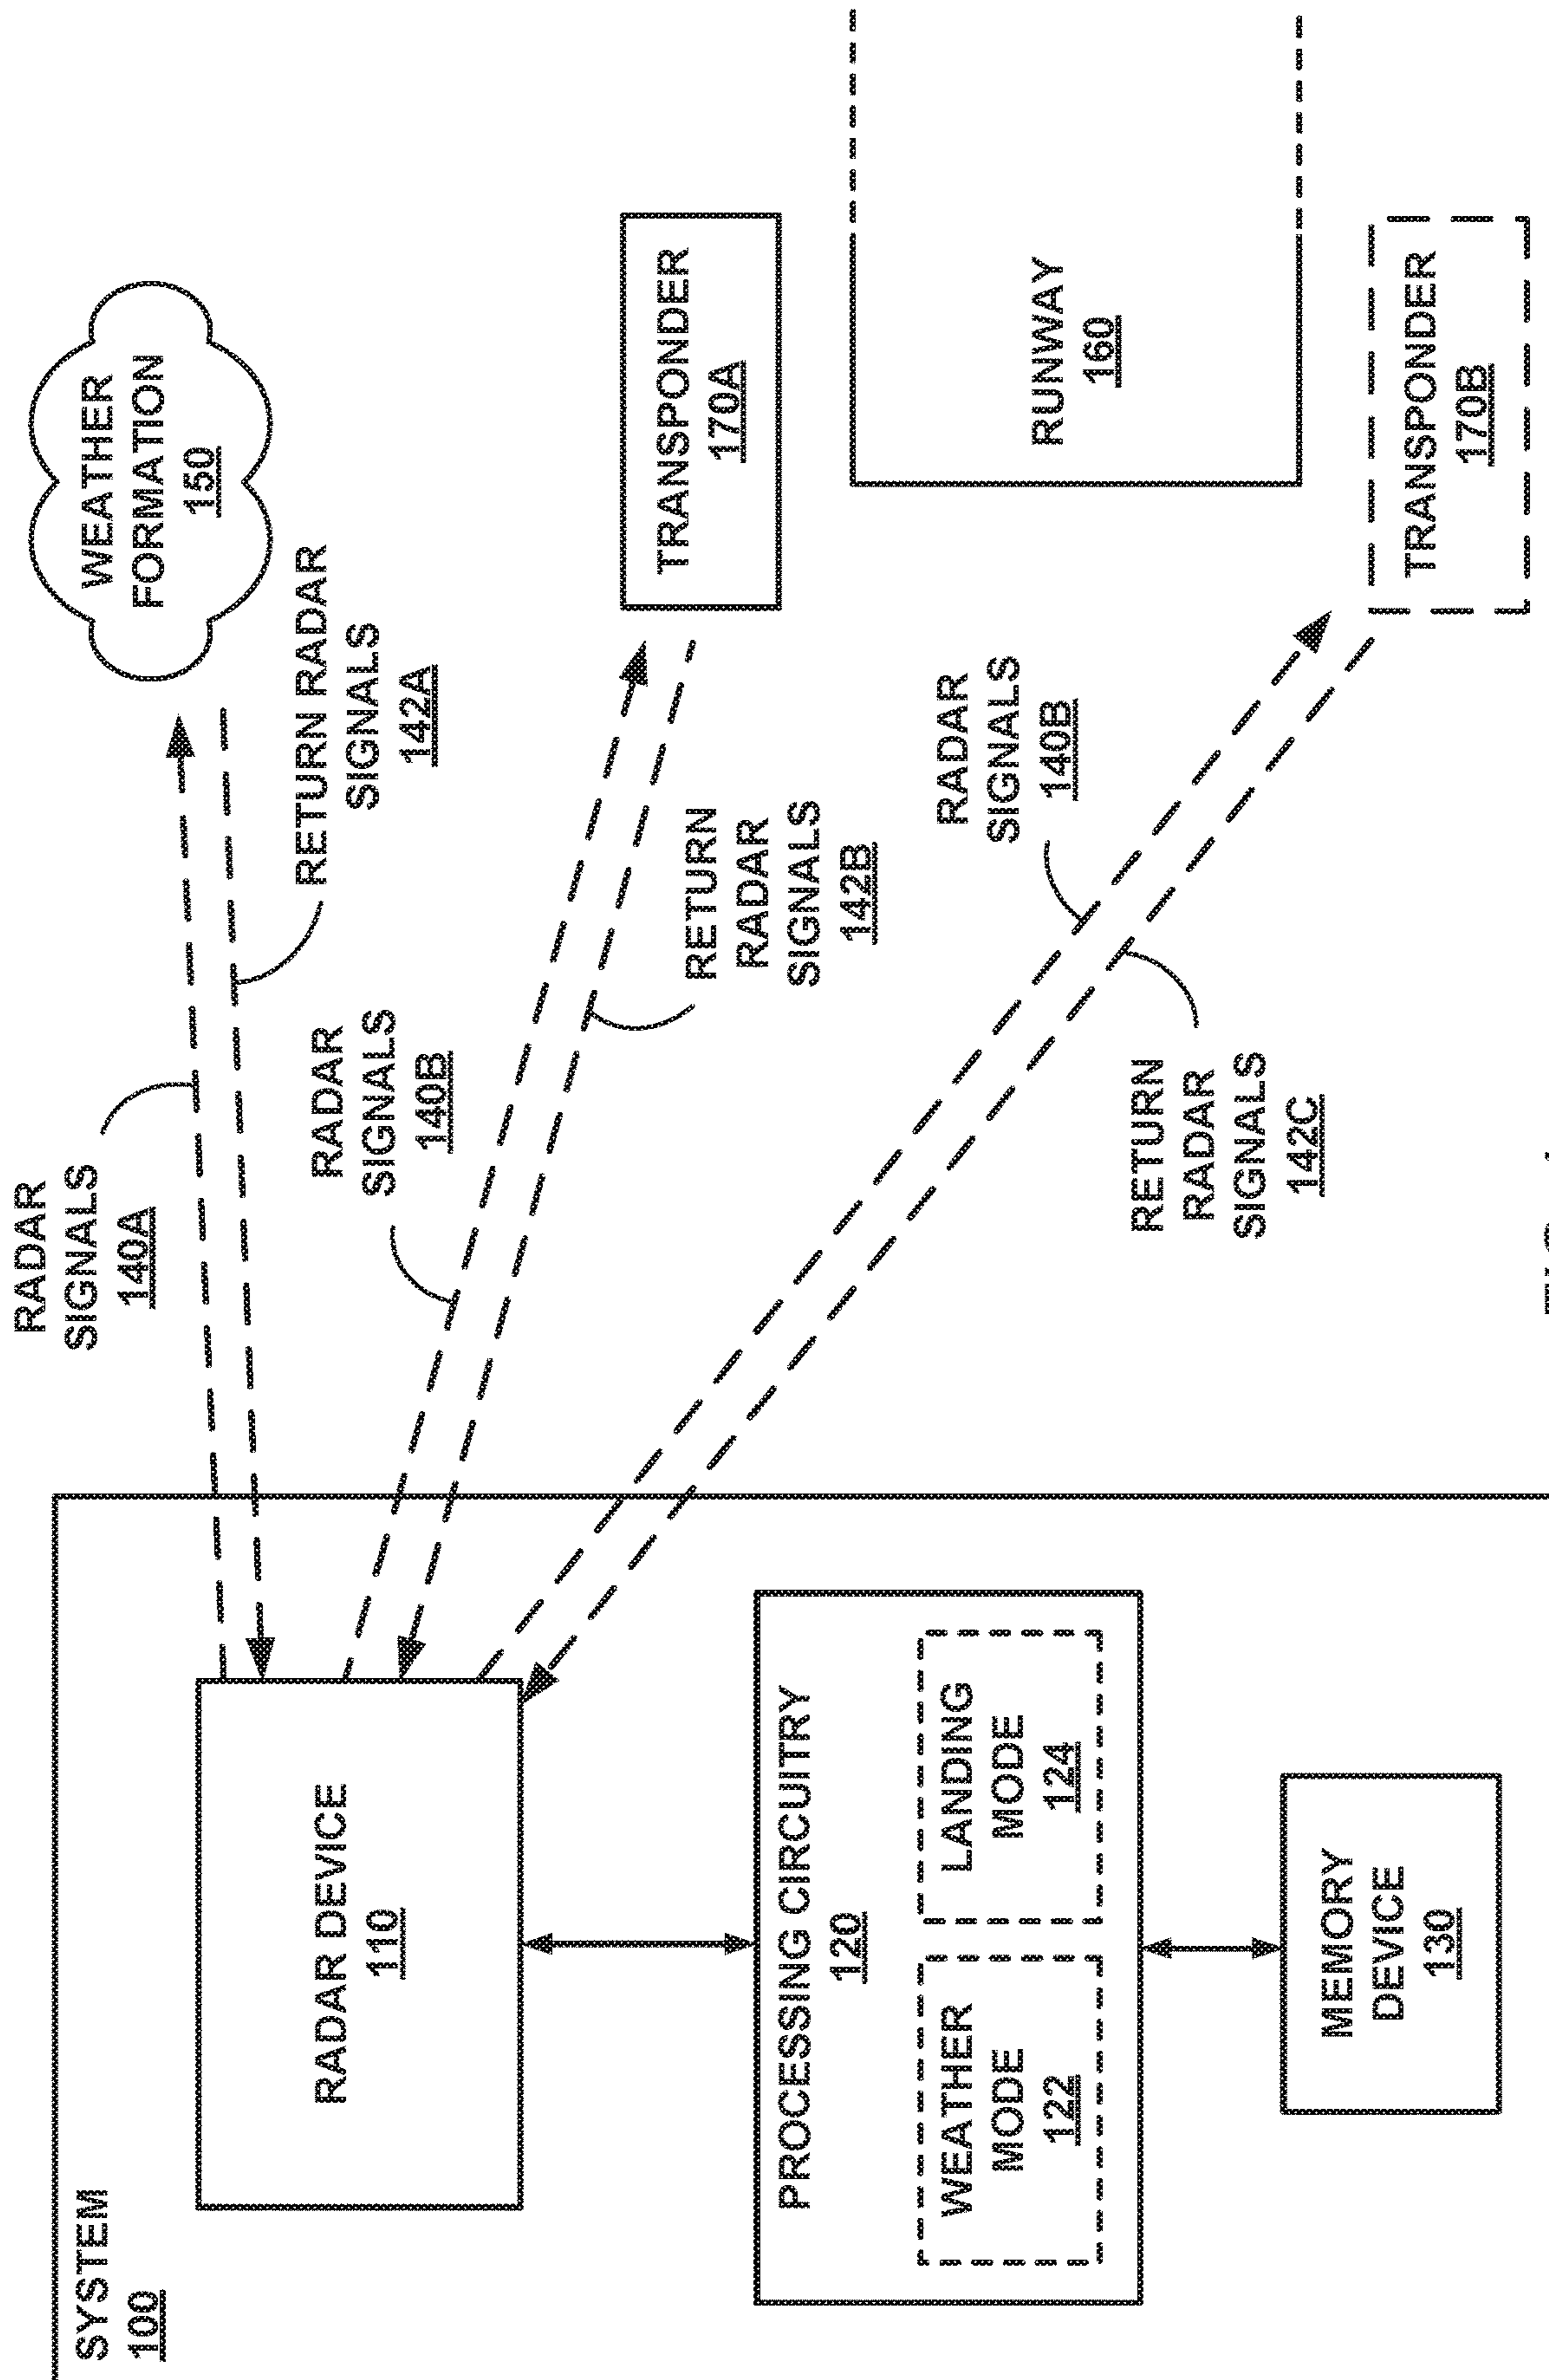 SYSTEM
100
RADAR DEVICE
110
PROCESSING CIRCUITRY
120
WEATHER
MODE
122
LANDING
MODE
124
MEMORY
DEVICE
130
RADAR
SIGNALS
140A
RETURN RADAR
SIGNALS
142A
WEATHER
FORMATION
150
RADAR
SIGNALS
140B
RETURN
RADAR
SIGNALS
142B
TRANSPONDER
170A
RADAR
SIGNALS
140B
RETURN
RADAR
SIGNALS
142C
RUNWAY
160
TRANSPONDER
170B